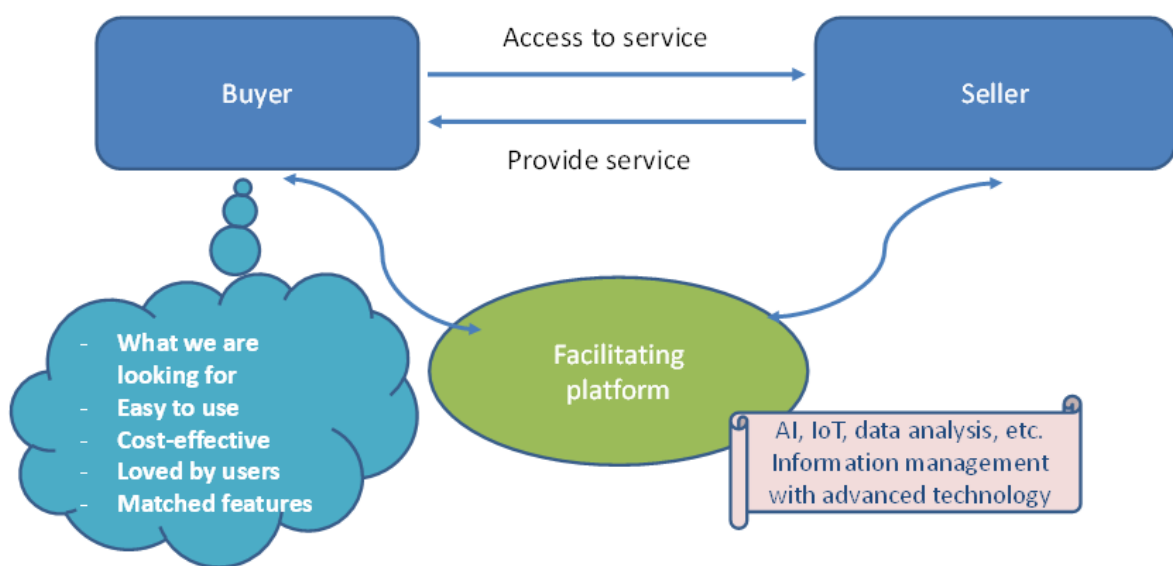 Access to service
Buyer
Seller
Provide service
- What we are
looking for
- Easy to use
- Cost-effective
- Loved by users
- Matched features
Facilitating
platform
AI, IoT, data analysis, etc.
Information management
with advanced technology